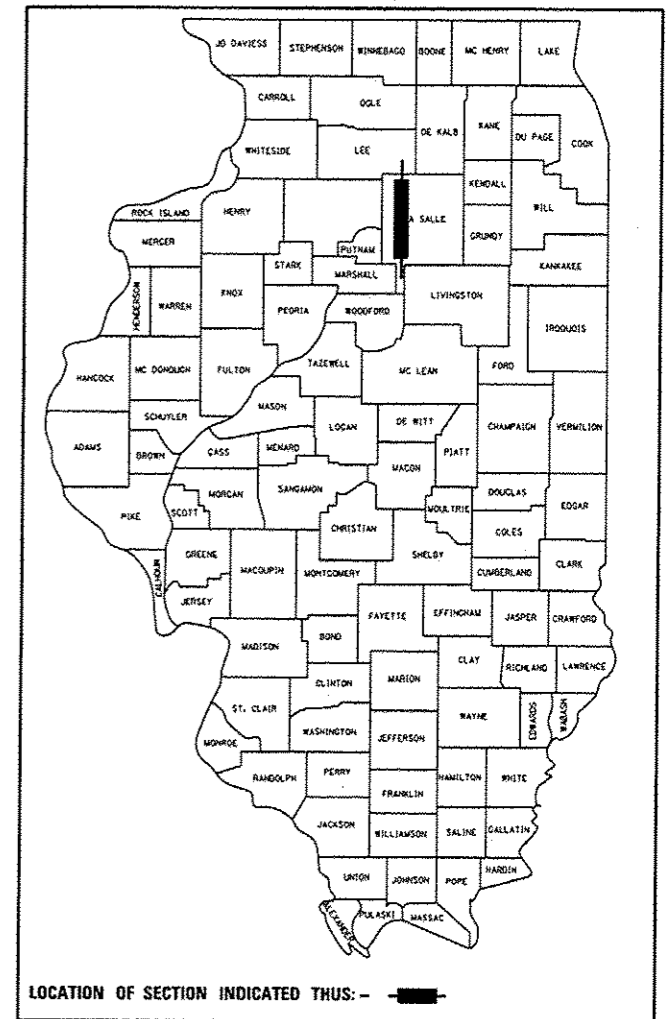 JO DAVIESS STEPHENSON WINNEBAGO BOONE MC HENRY LAKE
CARROLL OGLE DE KALB KANE DU PAGE COOK
WHITESIDE LEE
KENDALL WILL
ROCK ISLAND HENRY A SALLE GRUNDY
MERCER PUTNAM
STARK MARSHALL KANKAKEE
HENDERSON WARREN KNOX PEORIA WOODFORD LIVINGSTON
IROQUOIS
HANCOCK MC DONOUGH FULTON TAZEWELL MC LEAN FORD
SCHUYLER MASON LOGAN DE WITT CHAMPAIGN VERMILION
ADAMS BROWN CASS MENARD MACON PIATT
PIKE SCOTT MORGAN SANGAMON CHRISTIAN MOULTRIE DOUGLAS EDGAR
COLES
CALHOUN GREENE MACOUPIN MONTGOMERY SHELBY CUMBERLAND CLARK
JERSEY FAYETTE EFFINGHAM JASPER CRAWFORD
MADISON BOND
CLAY RICHLAND LAWRENCE
CLINTON MARION
ST. CLAIR WAYNE EDWARDS WABASH
MONROE WASHINGTON JEFFERSON
RANDOLPH PERRY HAMILTON WHITE
FRANKLIN
JACKSON WILLIAMSON SALINE GALLATIN
UNION JOHNSON POPE HARDIN
ALEXANDER PULASKI MASSAC
LOCATION OF SECTION INDICATED THUS: -